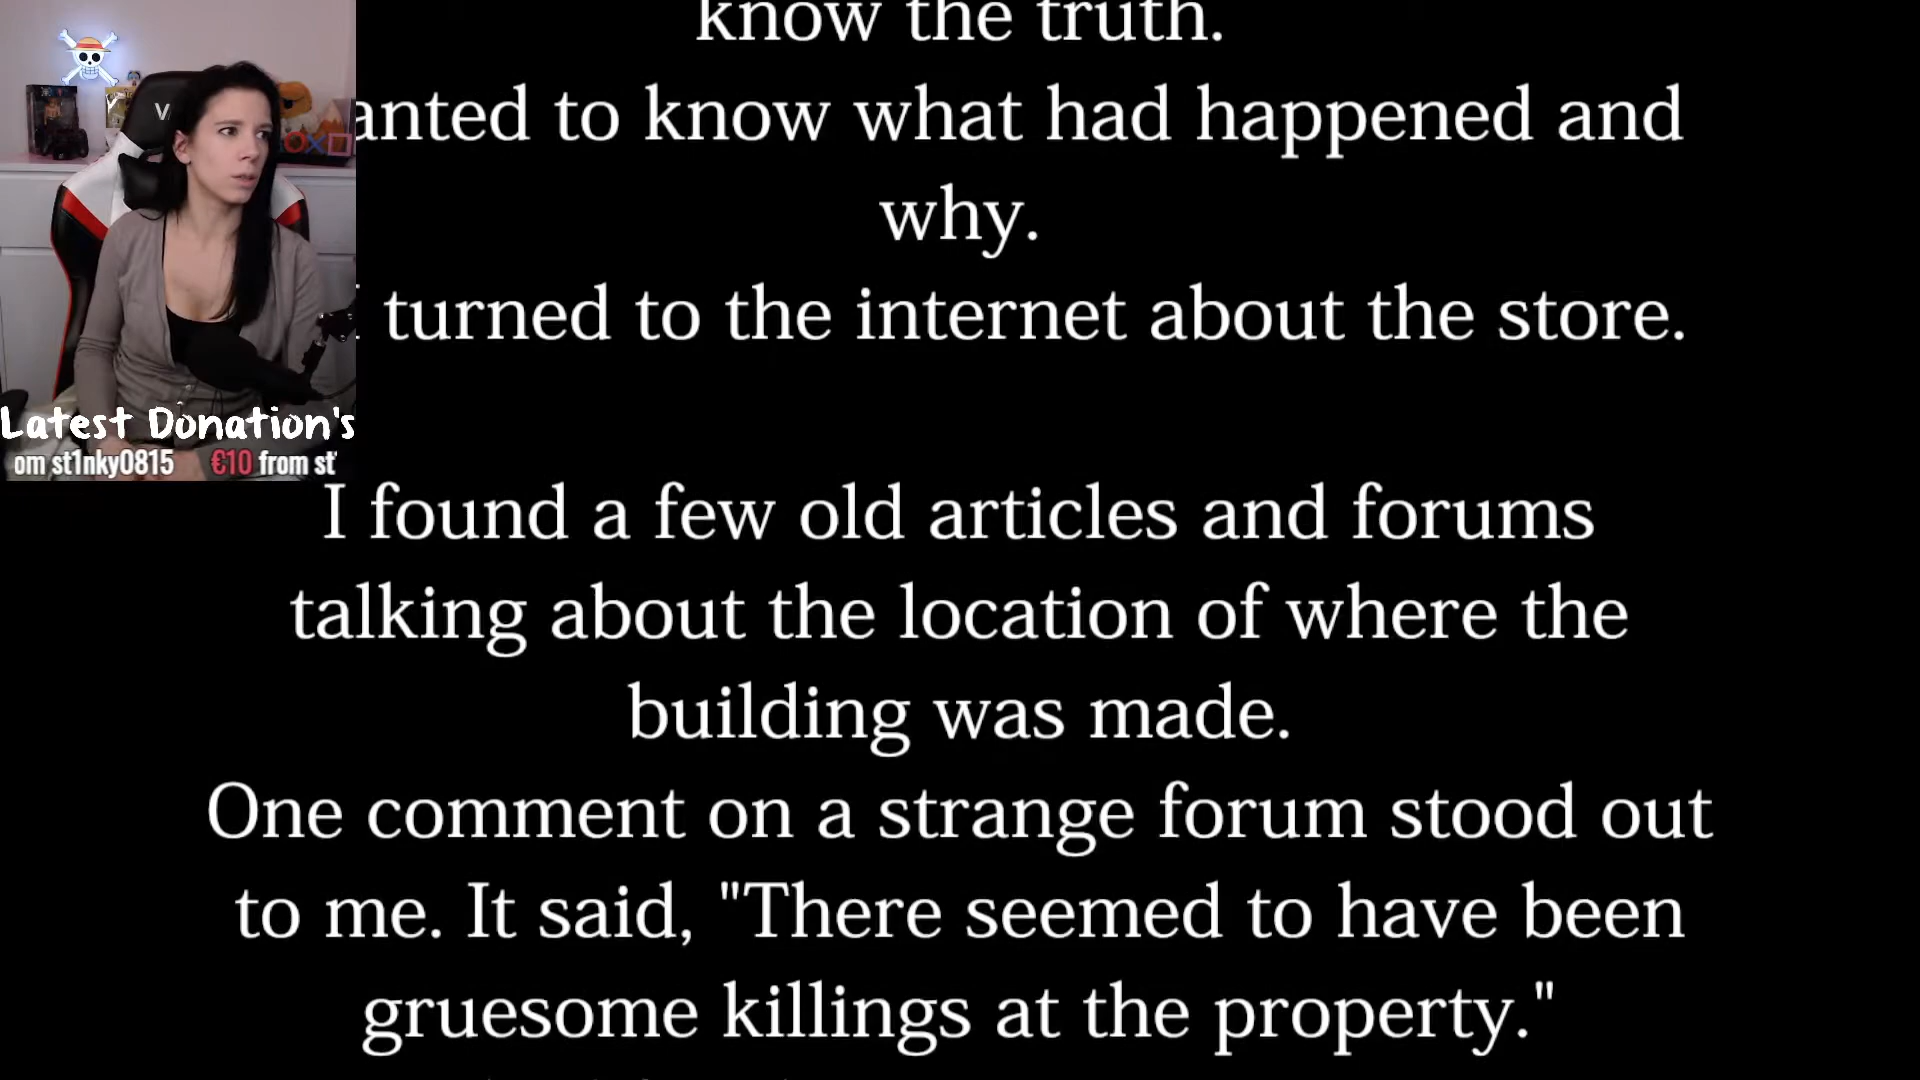 know the truth.
anted to know what had happened and
why.
I turned to the internet about the store.
I found a few old articles and forums
talking about the location of where the
building was made.
One comment on a strange forum stood out
to me. It said, "There seemed to have been
gruesome killings at the property."
Latest Donation's
om st1nky0815 €10 from st